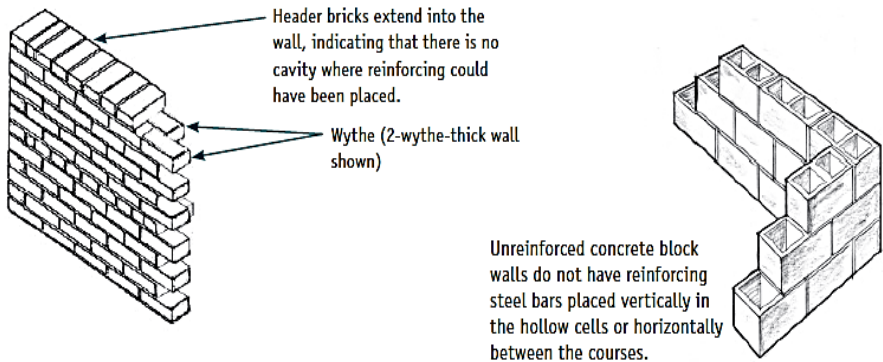 Header bricks extend into the
wall, indicating that there is no
cavity where reinforcing could
have been placed.
Wythe (2-wythe-thick wall
shown)
Unreinforced concrete block
walls do not have reinforcing
steel bars placed vertically in
the hollow cells or horizontally
between the courses.